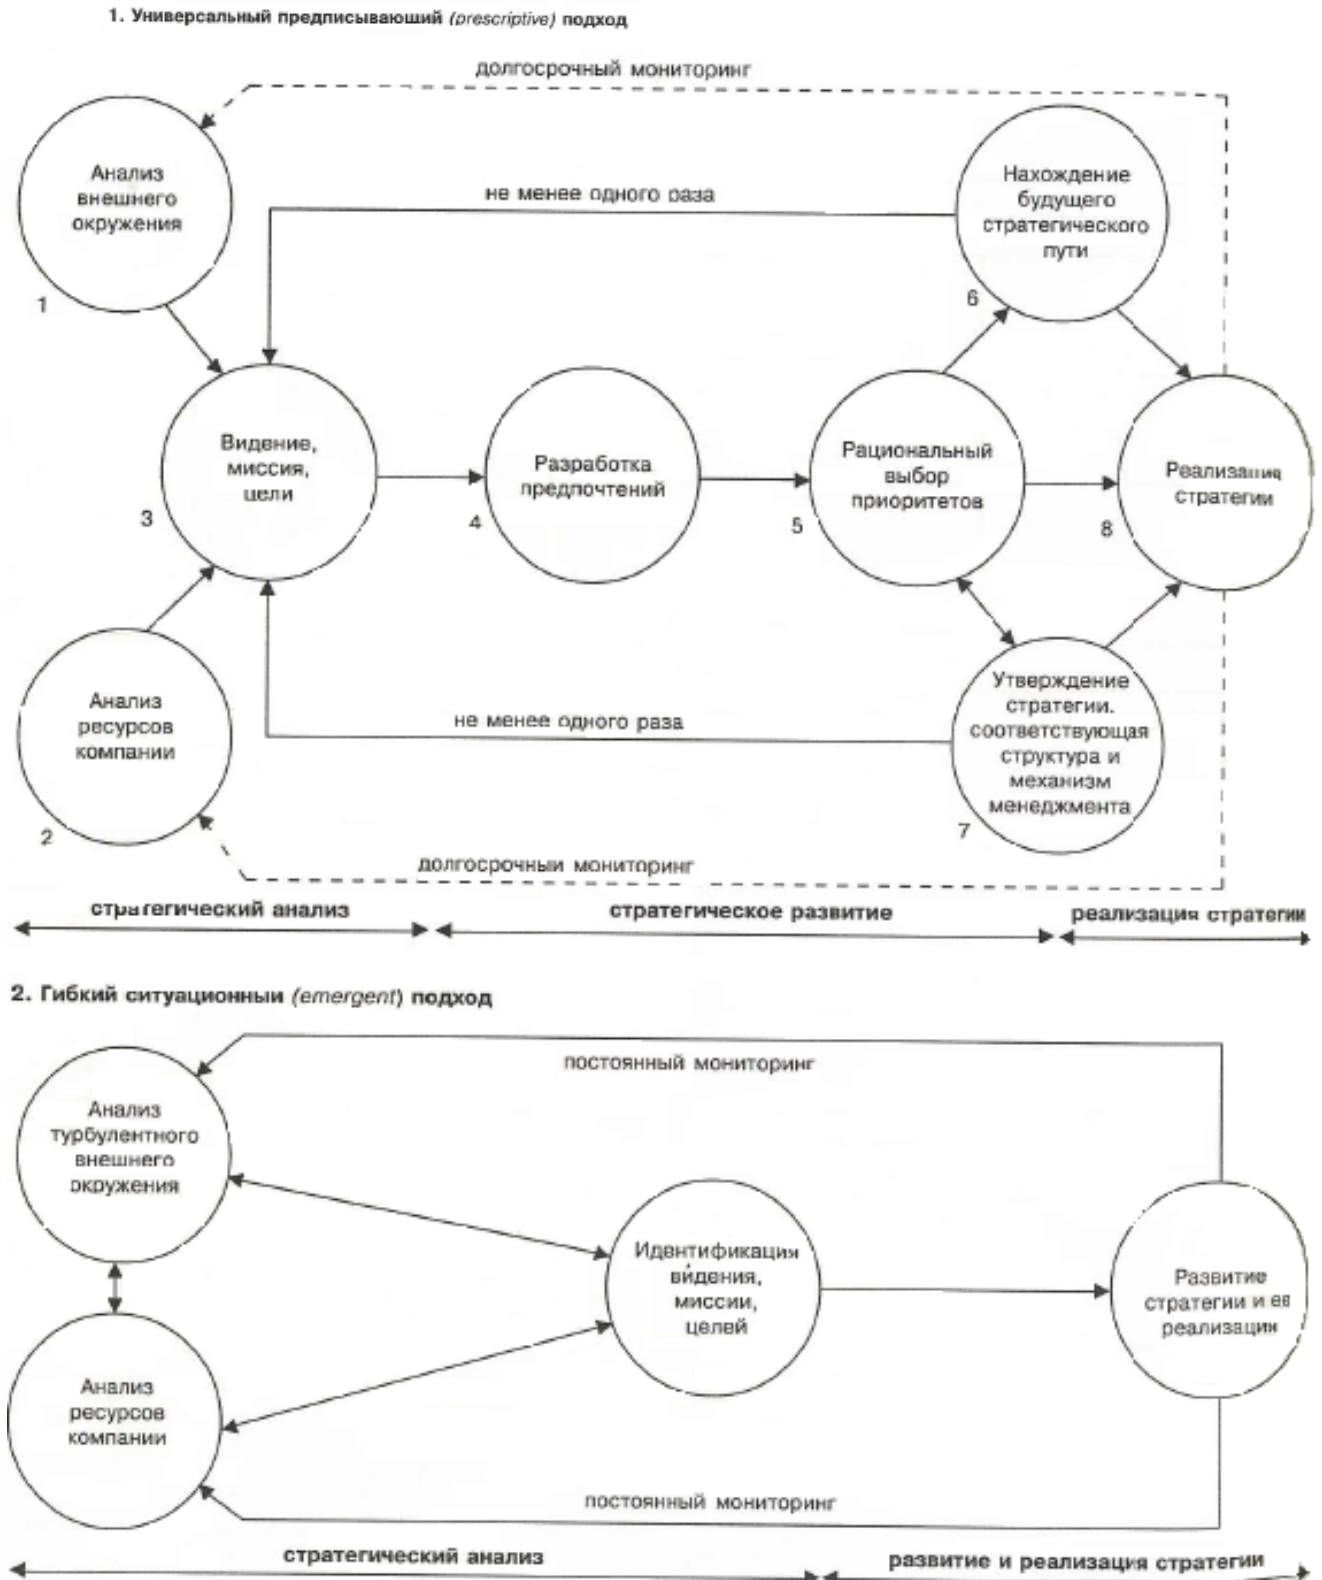 1. Универсальный предписываюший (prescriptive) подход
долгосрочный мониторинг
Анализ
внешнего
окружения
1
не менее одного раза
Нахождение
будущего
стратегического
пути
6
Видение,
миссия,
цели
3
Разработка
предпочтений
4
Рациональный
выбор
приоритетов
5
Реализация
стратегии
8
Анализ
ресурсов
компании
2
не менее одного раза
Утверждение
стратегии.
соответствующая
структура и
механизм
менеджмента
7
долгосрочный мониторинг
стратегический анализ
стратегическое развитие
реализация стратегии
2. Гибкий ситуационный (emergent) подход
постоянный мониторинг
Анализ
турбулентного
внешнего
окружения
Идентификация
ви́дения,
миссии,
целей
Развитие
стратегии и ее
реализация
Анализ
ресурсов
компании
постоянный мониторинг
стратегический анализ
развитие и реализация стратегии